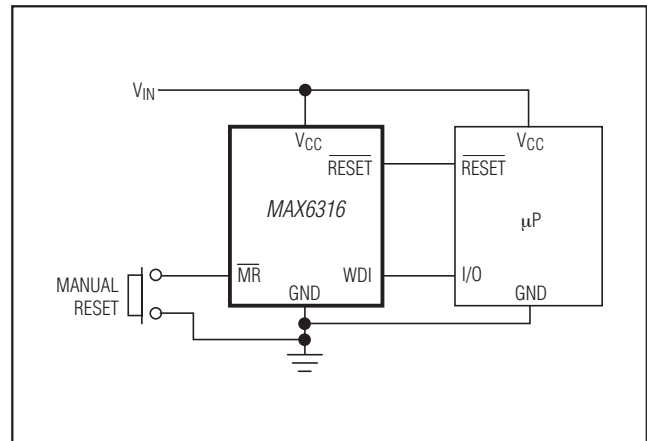 VIN
VCC
RESET
MAX6316
MR
WDI
GND
MANUAL
RESET
VCC
RESET
μP
I/O
GND